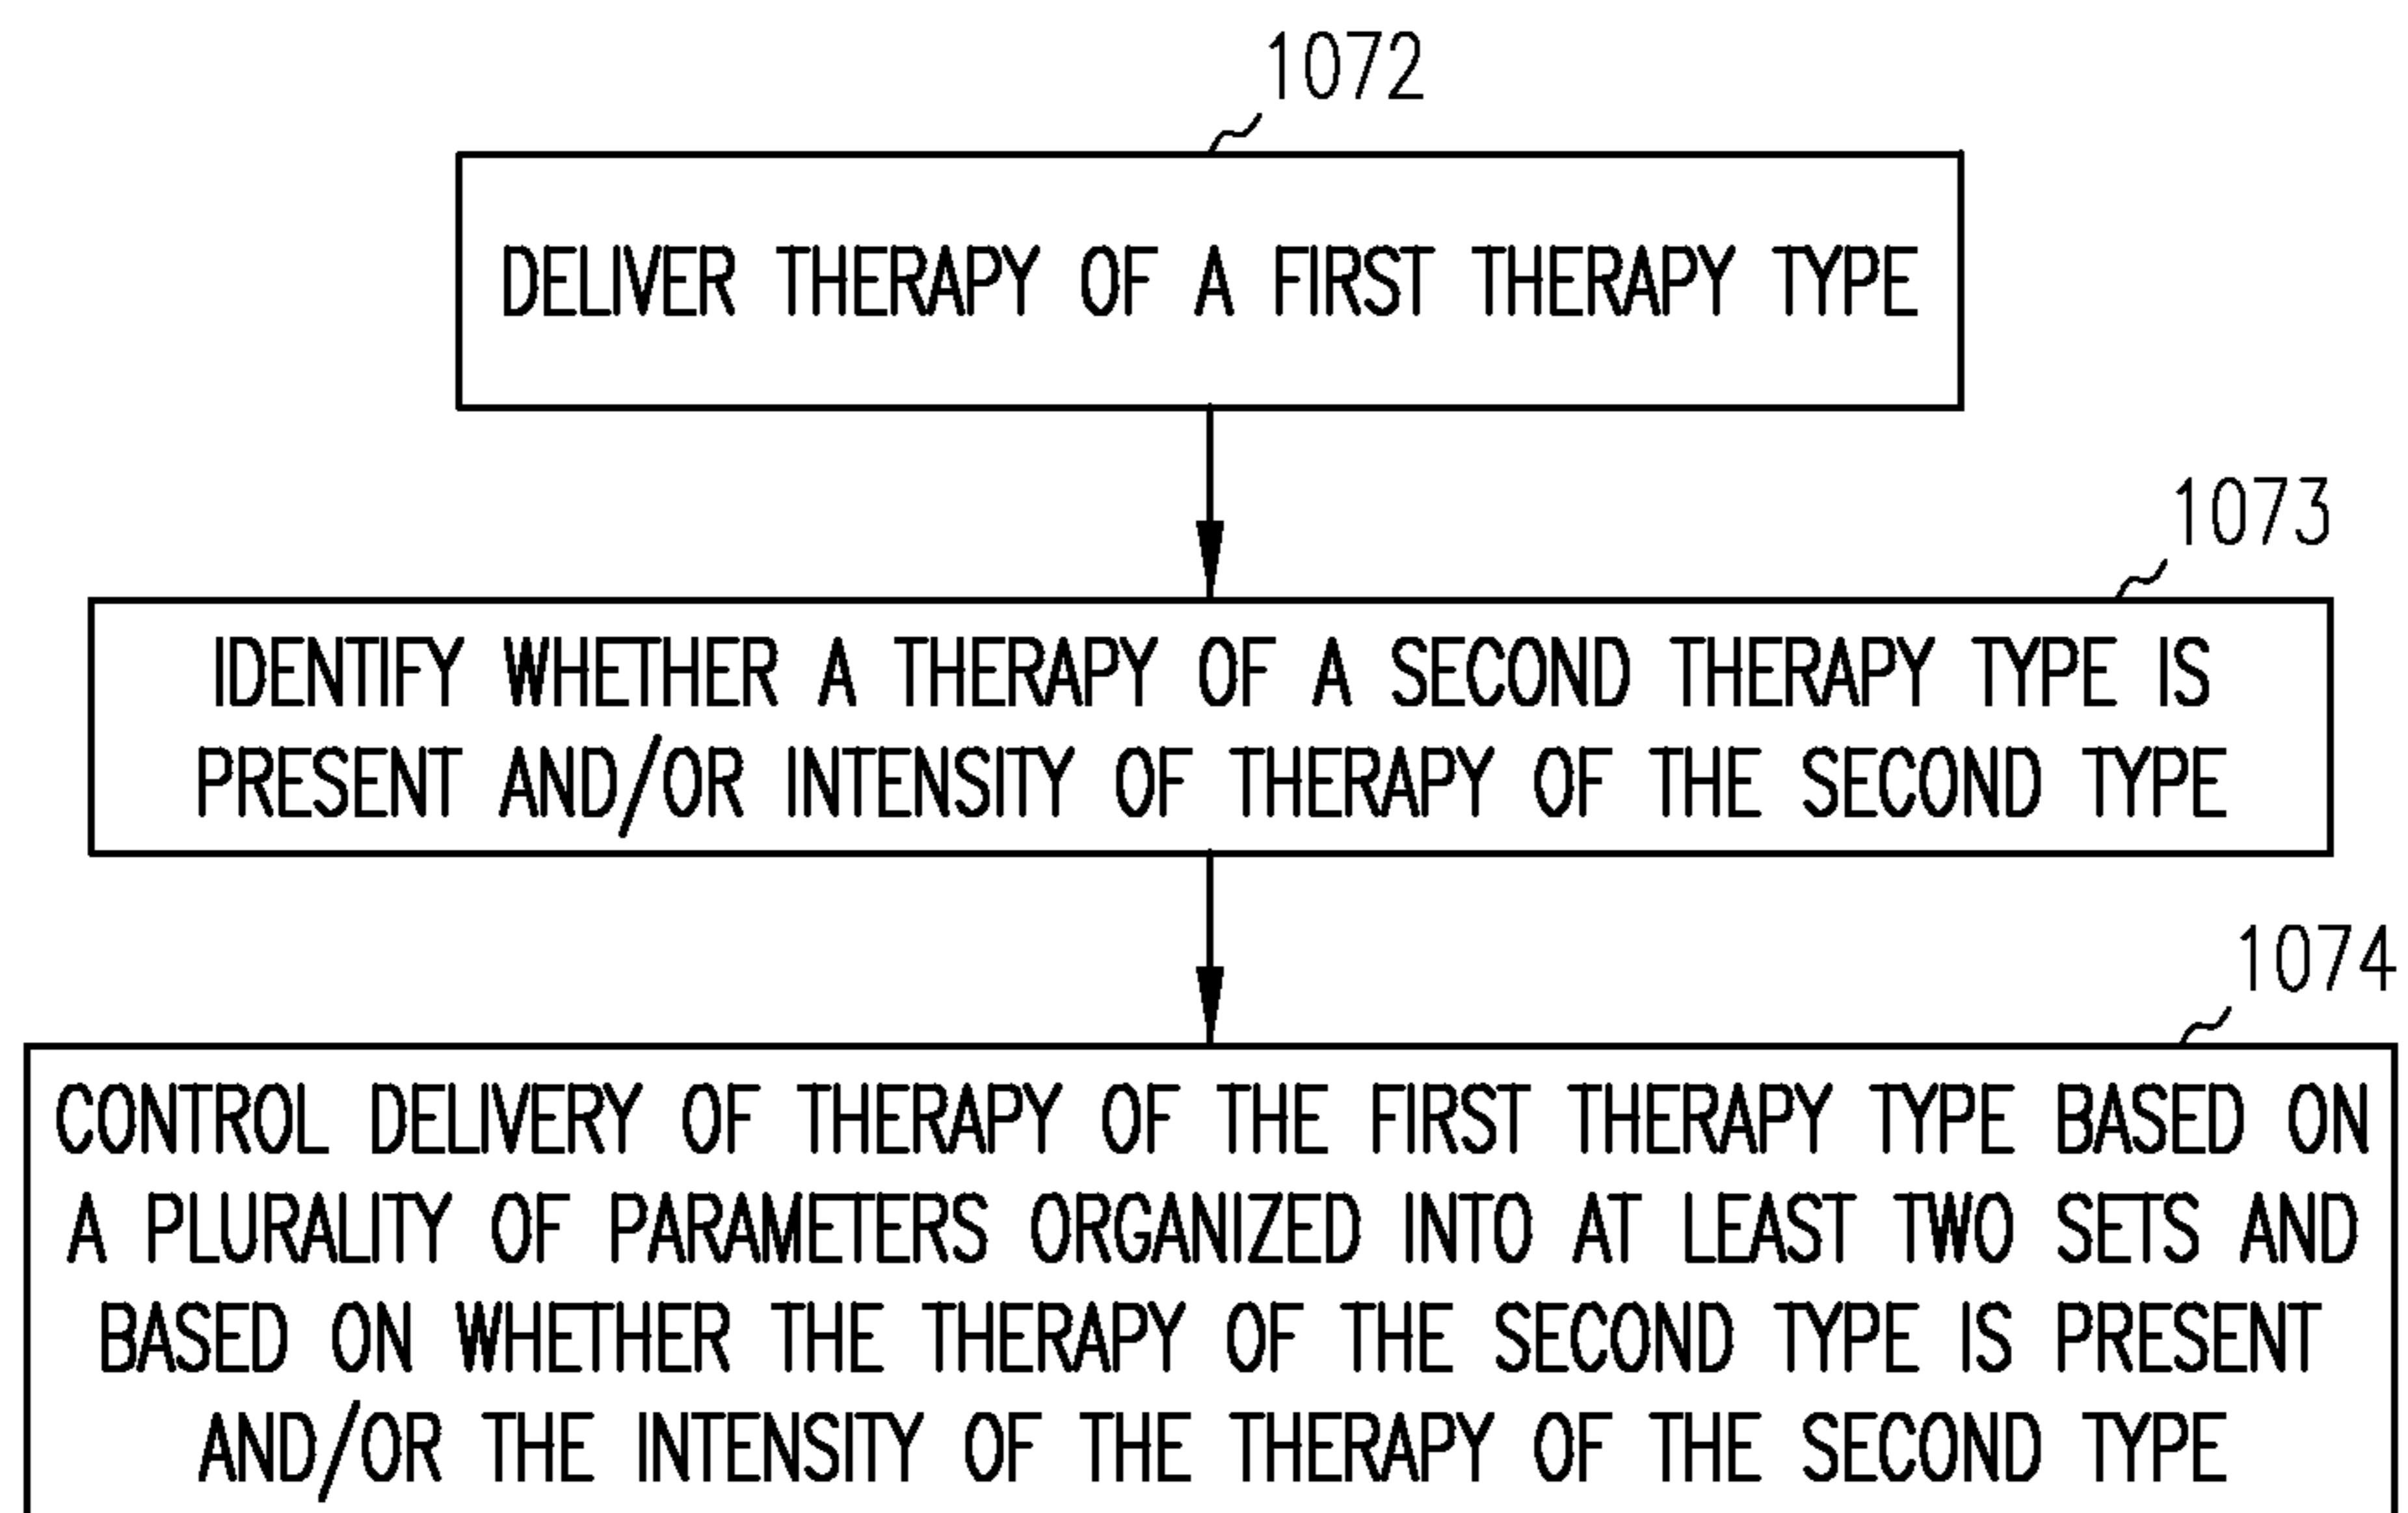 1072
DELIVER THERAPY OF A FIRST THERAPY TYPE
1073
IDENTIFY WHETHER A THERAPY OF A SECOND THERAPY TYPE IS
PRESENT AND/OR INTENSITY OF THERAPY OF THE SECOND TYPE
1074
CONTROL DELIVERY OF THERAPY OF THE FIRST THERAPY TYPE BASED ON
A PLURALITY OF PARAMETERS ORGANIZED INTO AT LEAST TWO SETS AND
BASED ON WHETHER THE THERAPY OF THE SECOND TYPE IS PRESENT
AND/OR THE INTENSITY OF THE THERAPY OF THE SECOND TYPE